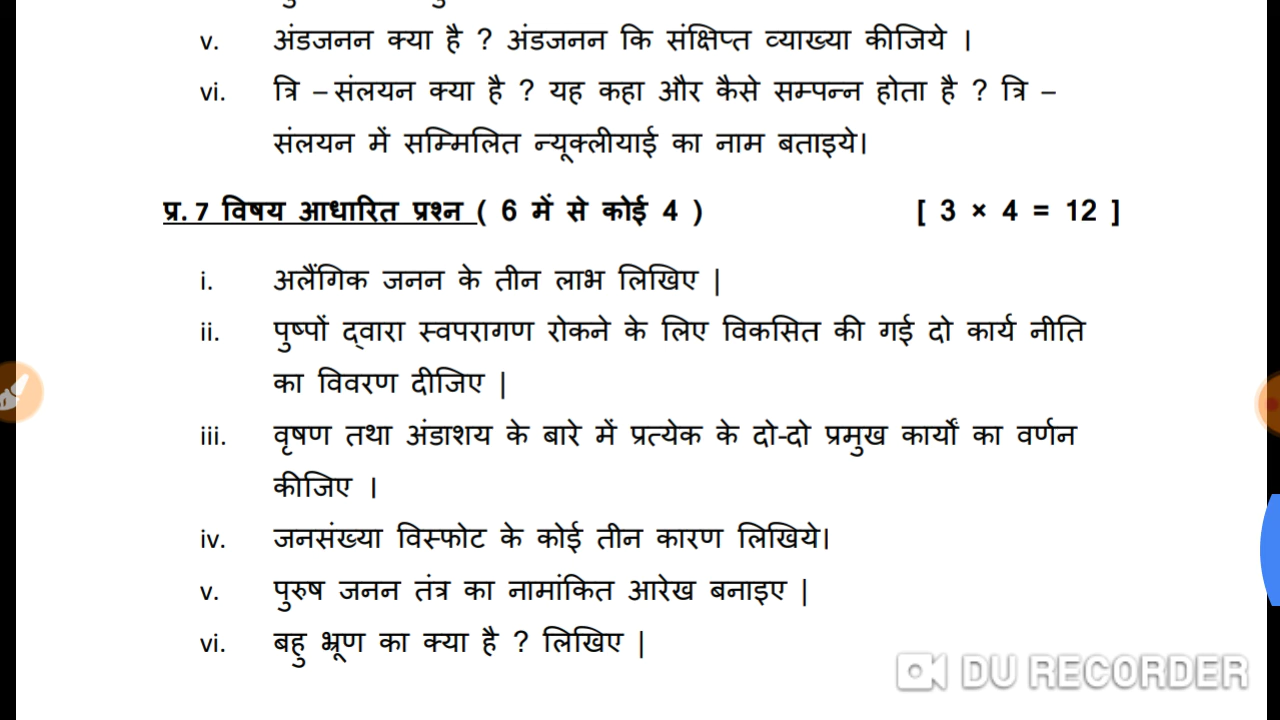 v. अंडजनन क्या है ? अंडजनन कि संक्षिप्त व्याख्या कीजिये ।
vi. त्रि – संलयन क्या है ? यह कहा और कैसे सम्पन्न होता है ? त्रि –
संलयन में सम्मिलित न्यूक्लीयाई का नाम बताइये।
प्र. 7 विषय आधारित प्रश्न ( 6 में से कोई 4 ) [ 3 × 4 = 12 ]
i. अलैंगिक जनन के तीन लाभ लिखिए |
ii. पुष्पों द्वारा स्वपरागण रोकने के लिए विकसित की गई दो कार्य नीति
का विवरण दीजिए |
iii. वृषण तथा अंडाशय के बारे में प्रत्येक के दो-दो प्रमुख कार्यों का वर्णन
कीजिए ।
iv. जनसंख्या विस्फोट के कोई तीन कारण लिखिये।
v. पुरुष जनन तंत्र का नामांकित आरेख बनाइए |
vi. बहु भ्रूण का क्या है ? लिखिए |
DU RECORDER